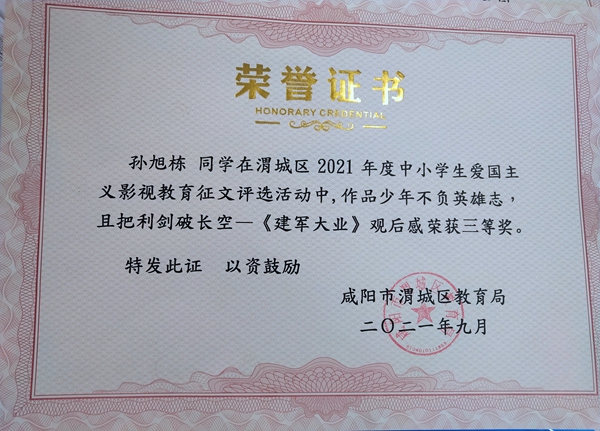 荣誉证书
HONORARY CREDENTIAL
孙旭栋 同学在渭城区 2021 年度中小学生爱国主
义影视教育征文评选活动中,作品少年不负英雄志，
且把利剑破长空—《建军大业》观后感荣获三等奖。
特发此证 以资鼓励
咸阳市渭城区教育局
二〇二一年九月